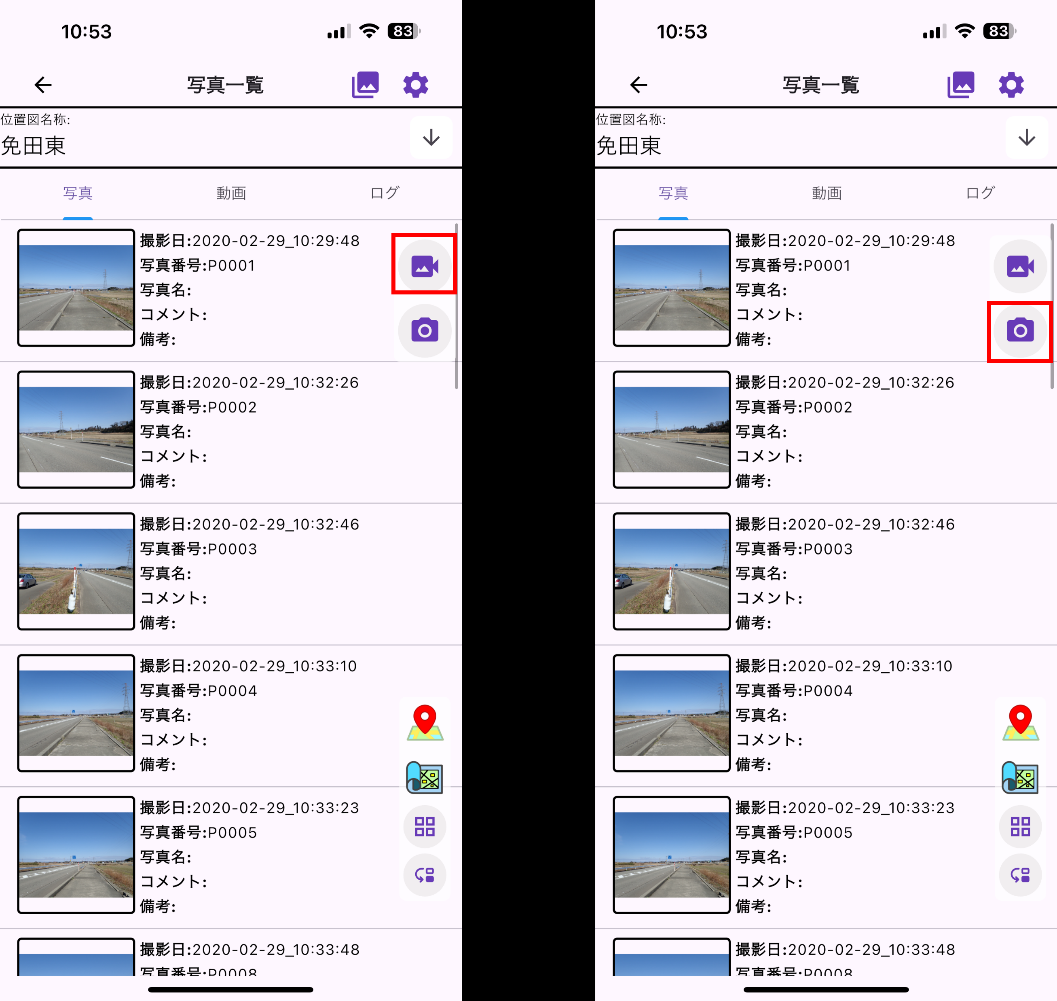 10:53
83
写真一覧
位置図名称:
免田東
写真
動画
ログ
撮影日:2020-02-29_10:29:48
写真番号:P0001
写真名:
コメント:
備考:
撮影日:2020-02-29_10:32:26
写真番号:P0002
写真名:
コメント:
備考:
撮影日:2020-02-29_10:32:46
写真番号:P0003
写真名:
コメント:
備考:
撮影日:2020-02-29_10:33:10
写真番号:P0004
写真名:
コメント:
備考:
撮影日:2020-02-29_10:33:23
写真番号:P0005
写真名:
コメント:
備考:
撮影日:2020-02-29_10:33:48
写真番号:P0008
10:53
83
写真一覧
位置図名称:
免田東
写真
動画
ログ
撮影日:2020-02-29_10:29:48
写真番号:P0001
写真名:
コメント:
備考:
撮影日:2020-02-29_10:32:26
写真番号:P0002
写真名:
コメント:
備考:
撮影日:2020-02-29_10:32:46
写真番号:P0003
写真名:
コメント:
備考:
撮影日:2020-02-29_10:33:10
写真番号:P0004
写真名:
コメント:
備考:
撮影日:2020-02-29_10:33:23
写真番号:P0005
写真名:
コメント:
備考:
撮影日:2020-02-29_10:33:48
写真番号:P0008